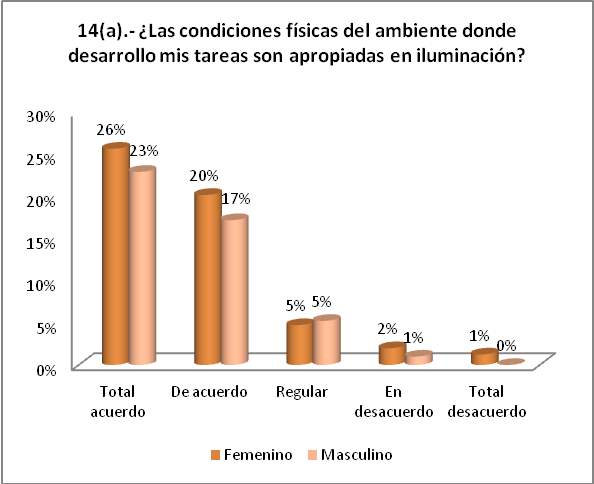 14(a).- ¿Las condiciones físicas del ambiente donde
desarrollo mis tareas son apropiadas en iluminación?
30%
25%
20%
15%
10%
5%
0%
26%
23%
20%
17%
5%
5%
2%
1%
1%
0%
Total
acuerdo
De acuerdo
Regular
En
desacuerdo
Total
desacuerdo
Femenino
Masculino